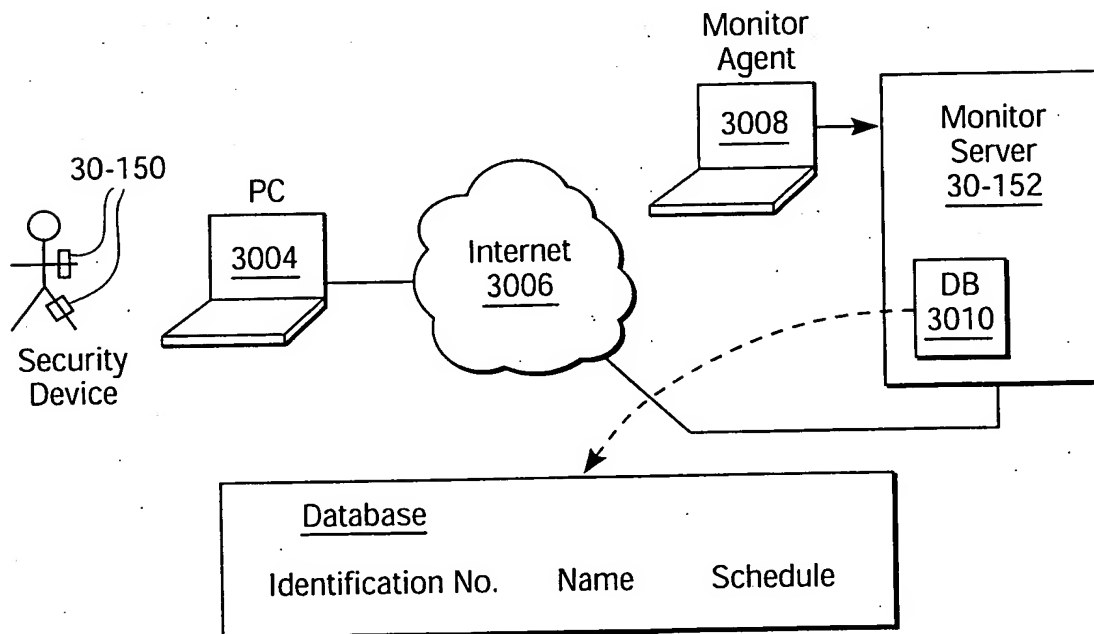 Monitor
Agent
3008
Monitor
Server
30-152
30-150
PC
3004
Internet
3006
DB
3010
Security
Device
Database
Identification No. Name Schedule